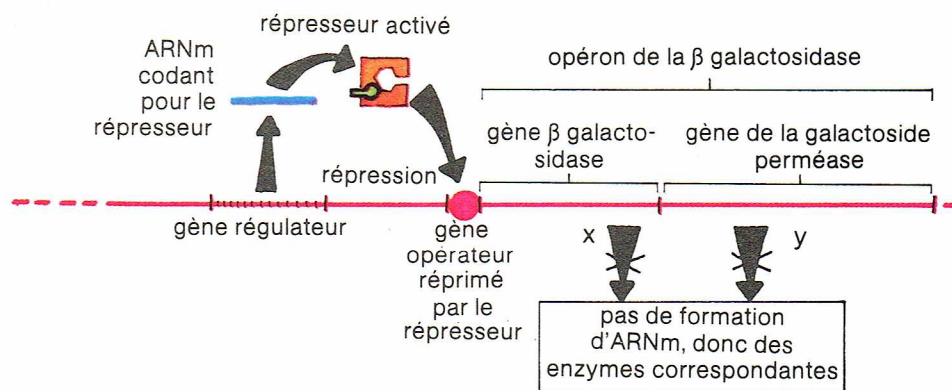 répresseur activé
ARNm
codant
pour le
répresseur
opéron de la β galactosidase
gène β galacto-
sidase
gène de la galactoside
perméase
répression
gène régulateur
gène
opérateur
réprimé
par le
répresseur
x
y
pas de formation
d'ARNm, donc des
enzymes correspondantes